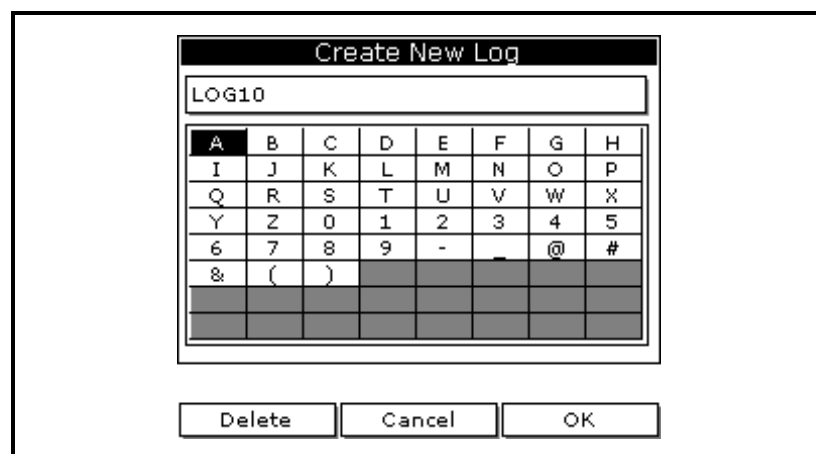 Create New Log
LOG10
A B C D E F G H
I J K L M N O P
Q R S T U V W X
Y Z 0 1 2 3 4 5
6 7 8 9 - _ @ #
& ( )
Delete Cancel OK